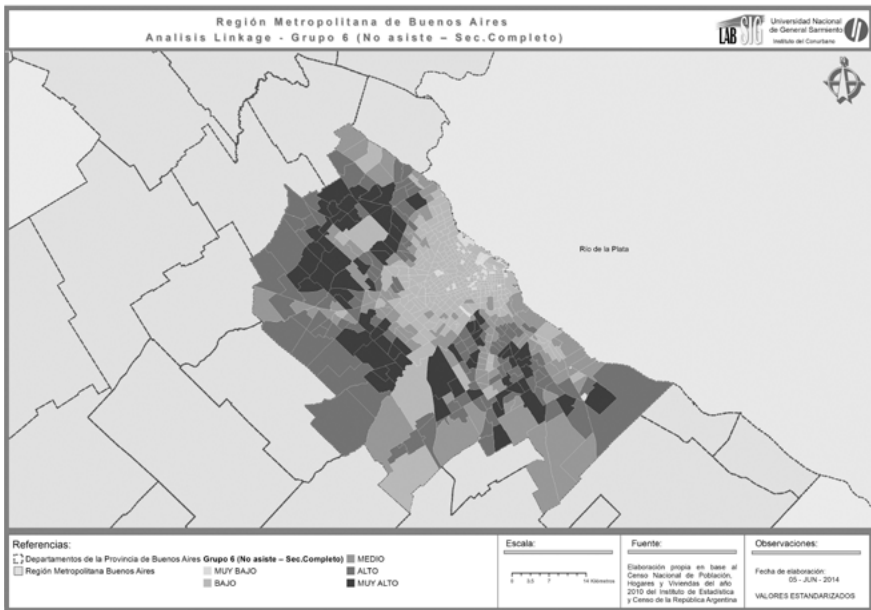 Región Metropolitana de Buenos Aires
Analisis Linkage - Grupo 6 (No asiste – Sec.Completo)
LAB SIG
Universidad Nacional
de General Sarmiento
Instituto del Conurbano
Río de la Plata
Referencias:
Departamentos de la Provincia de Buenos Aires
Región Metropolitana Buenos Aires
Grupo 6 (No asiste – Sec.Completo)
MUY BAJO
BAJO
MEDIO
ALTO
MUY ALTO
Escala:
0 3.5 7 14 Kilómetros
Fuente:
Elaboración propia en base al
Censo Nacional de Población,
Hogares y Viviendas del año
2010 del Instituto de Estadística
y Censo de la República Argentina
Observaciones:
Fecha de elaboración:
05 - JUN - 2014
VALORES ESTANDARIZADOS